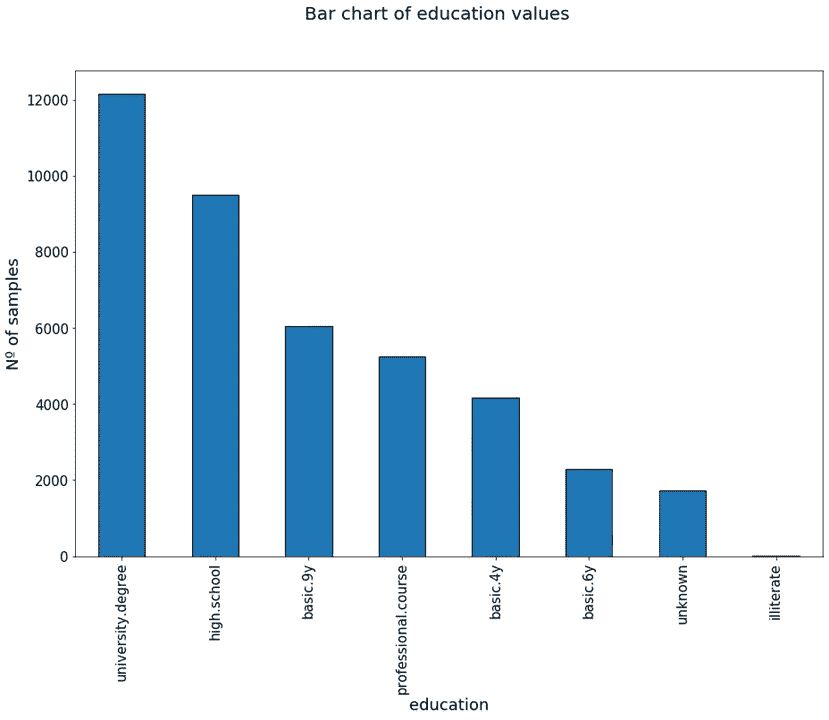 Bar chart of education values
12000
10000
8000
6000
4000
2000
0
Nº of samples
university.degree
high.school
basic.9y
professional.course
basic.4y
basic.6y
unknown
illiterate
education